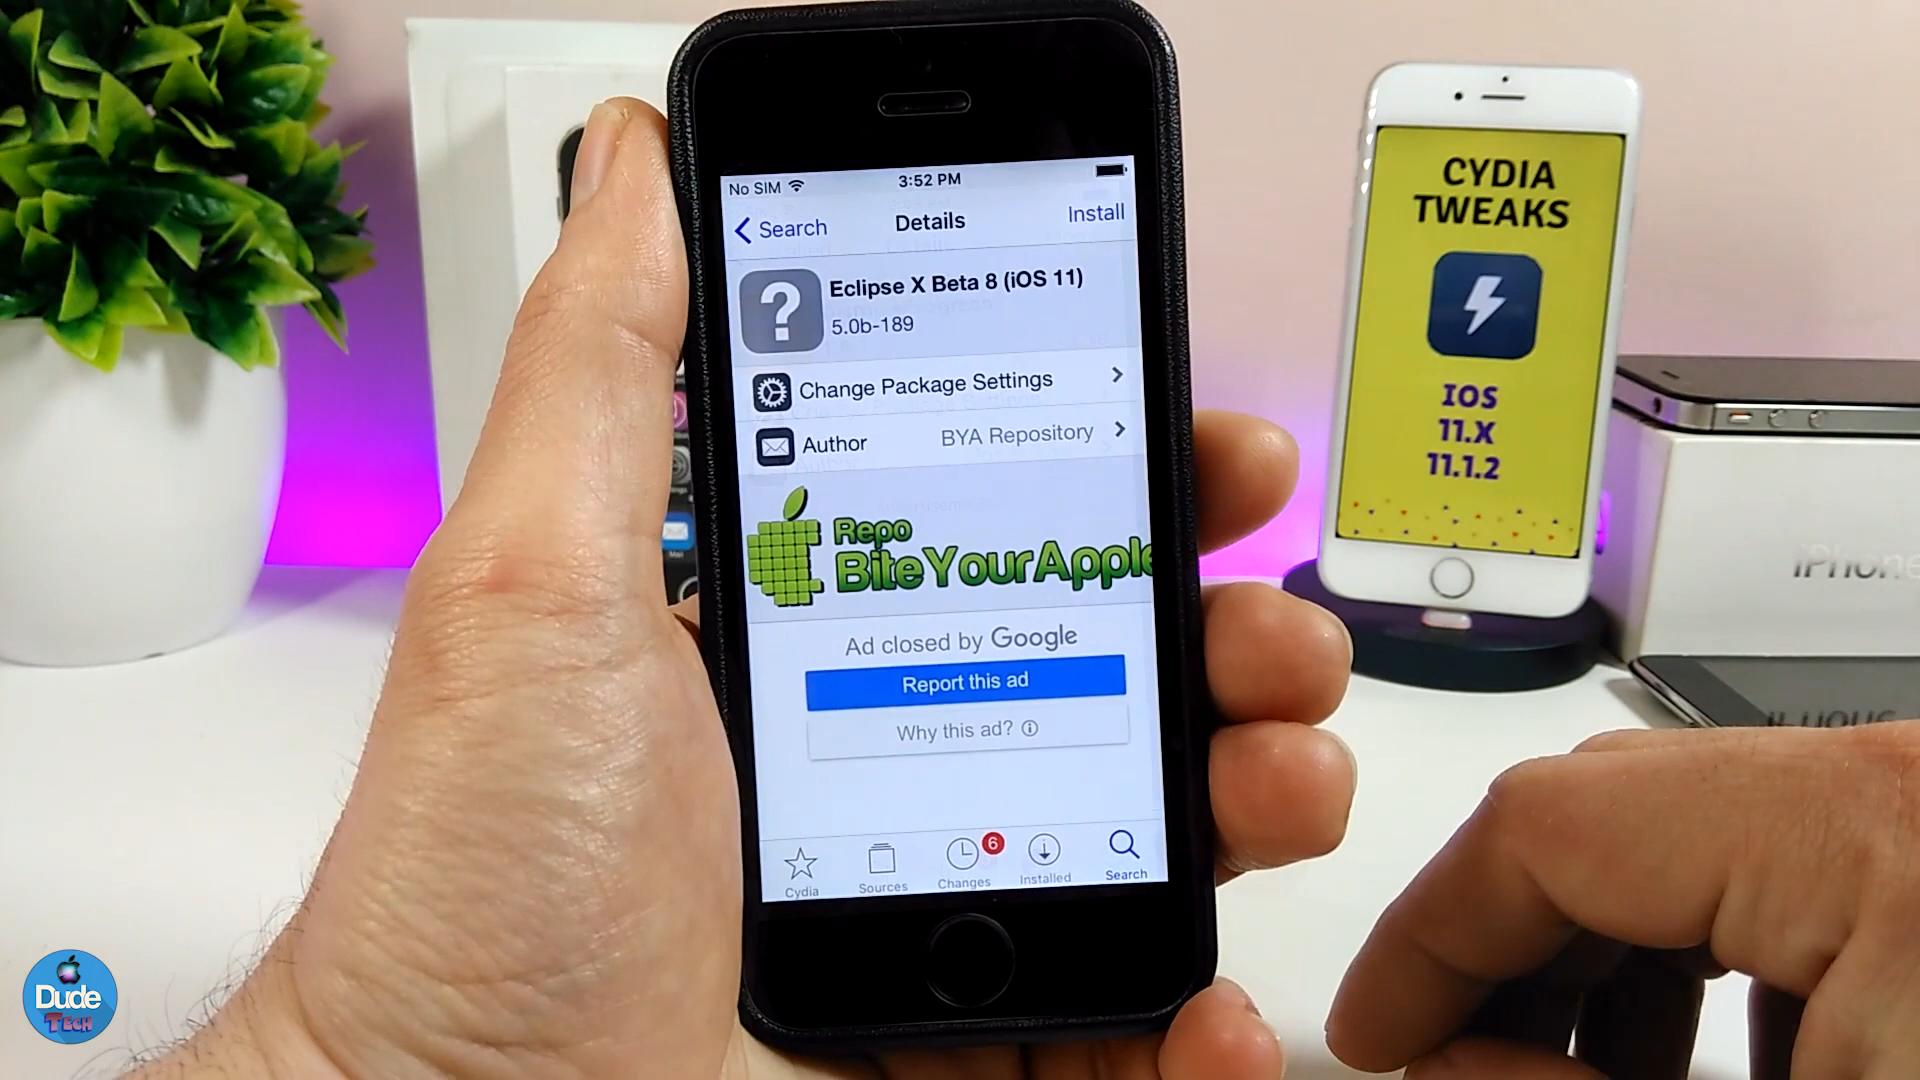 No SIM 3:52 PM
Search Details Install
Eclipse X Beta 8 (iOS 11)
5.0b-189
Change Package Settings
Author BYA Repository
Repo
BiteYourApple
Ad closed by Google
Report this ad
Why this ad?
Cydia Sources Changes 6 Installed Search
CYDIA
TWEAKS
IOS
11.X
11.1.2
iPhone
Mail
Dude
TECH